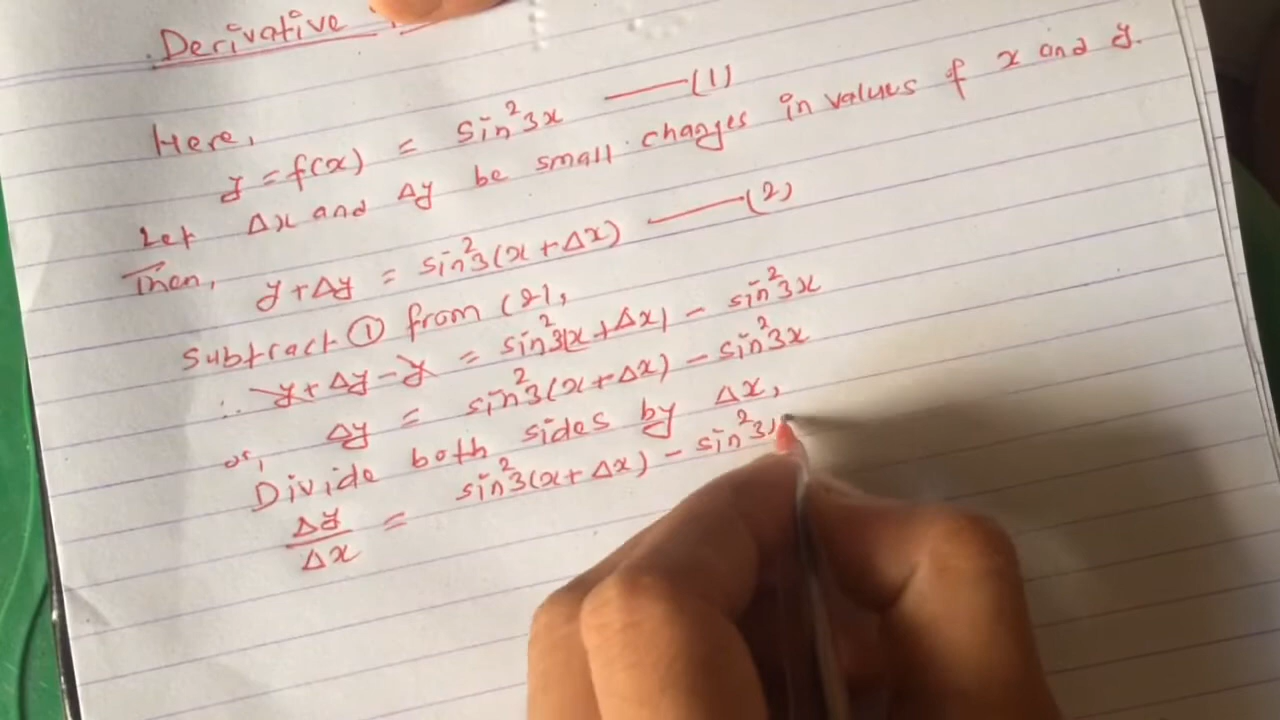 Derivative
Here,
y = f(x) = sin²3x ——(1)
Let Δx and Δy be small changes in values of x and y.
Then,
y+Δy = sin²3(x+Δx) ——(2)
Subtract ① from (2),
∴ y+Δy-y = sin²3(x+Δx) - sin²3x
or, Δy = sin²3(x+Δx) - sin²3x
Divide both sides by Δx,
Δy/Δx = sin²3(x+Δx) - sin²3